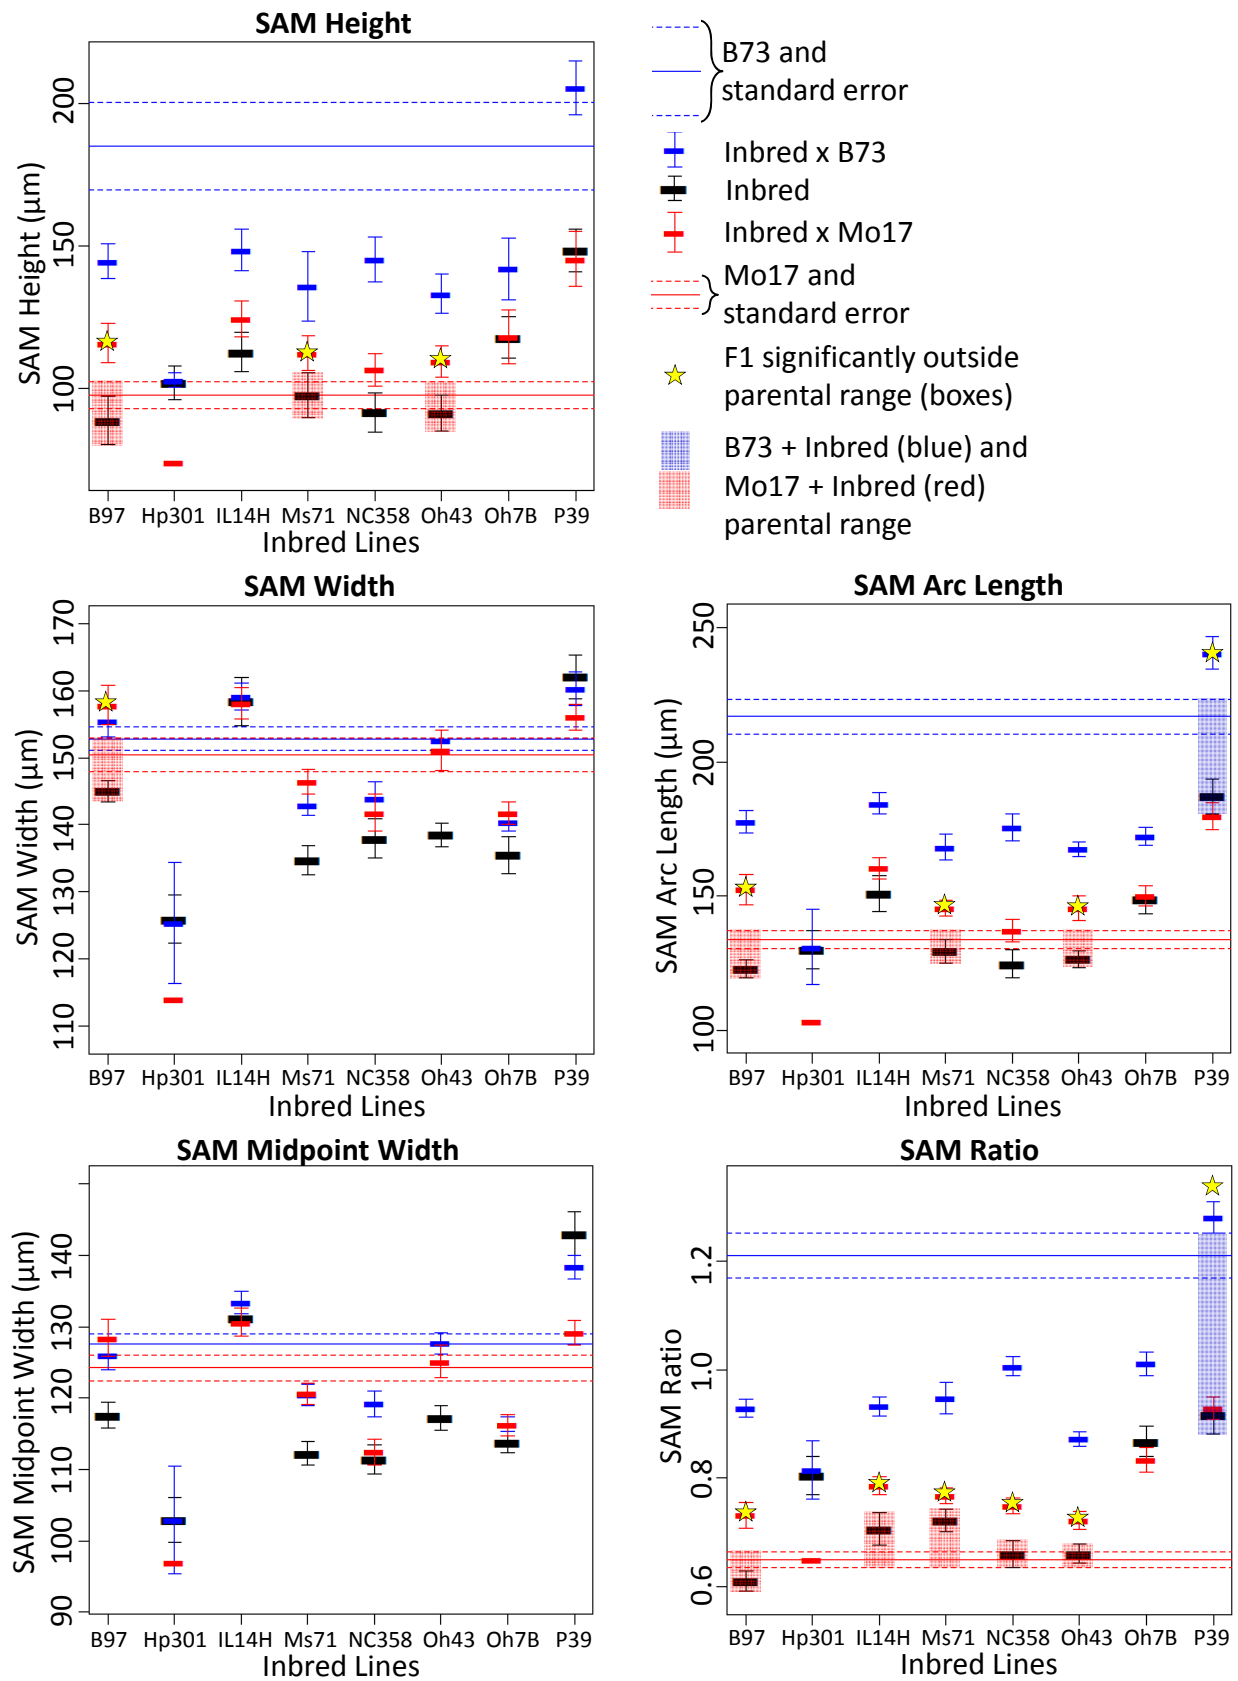 SAM Height
SAM Height (µm)
200
150
100
B97 Hp301 IL14H Ms71 NC358 Oh43 Oh7B P39
Inbred Lines
B73 and
standard error
Inbred x B73
Inbred
Inbred x Mo17
Mo17 and
standard error
F1 significantly outside
parental range (boxes)
B73 + Inbred (blue) and
Mo17 + Inbred (red)
parental range
SAM Width
SAM Width (µm)
170
160
150
140
130
120
110
B97 Hp301 IL14H Ms71 NC358 Oh43 Oh7B P39
Inbred Lines
SAM Arc Length
SAM Arc Length (µm)
250
200
150
100
B97 Hp301 IL14H Ms71 NC358 Oh43 Oh7B P39
Inbred Lines
SAM Midpoint Width
SAM Midpoint Width (µm)
140
130
120
110
100
90
B97 Hp301 IL14H Ms71 NC358 Oh43 Oh7B P39
Inbred Lines
SAM Ratio
SAM Ratio
1.2
1.0
0.8
0.6
B97 Hp301 IL14H Ms71 NC358 Oh43 Oh7B P39
Inbred Lines